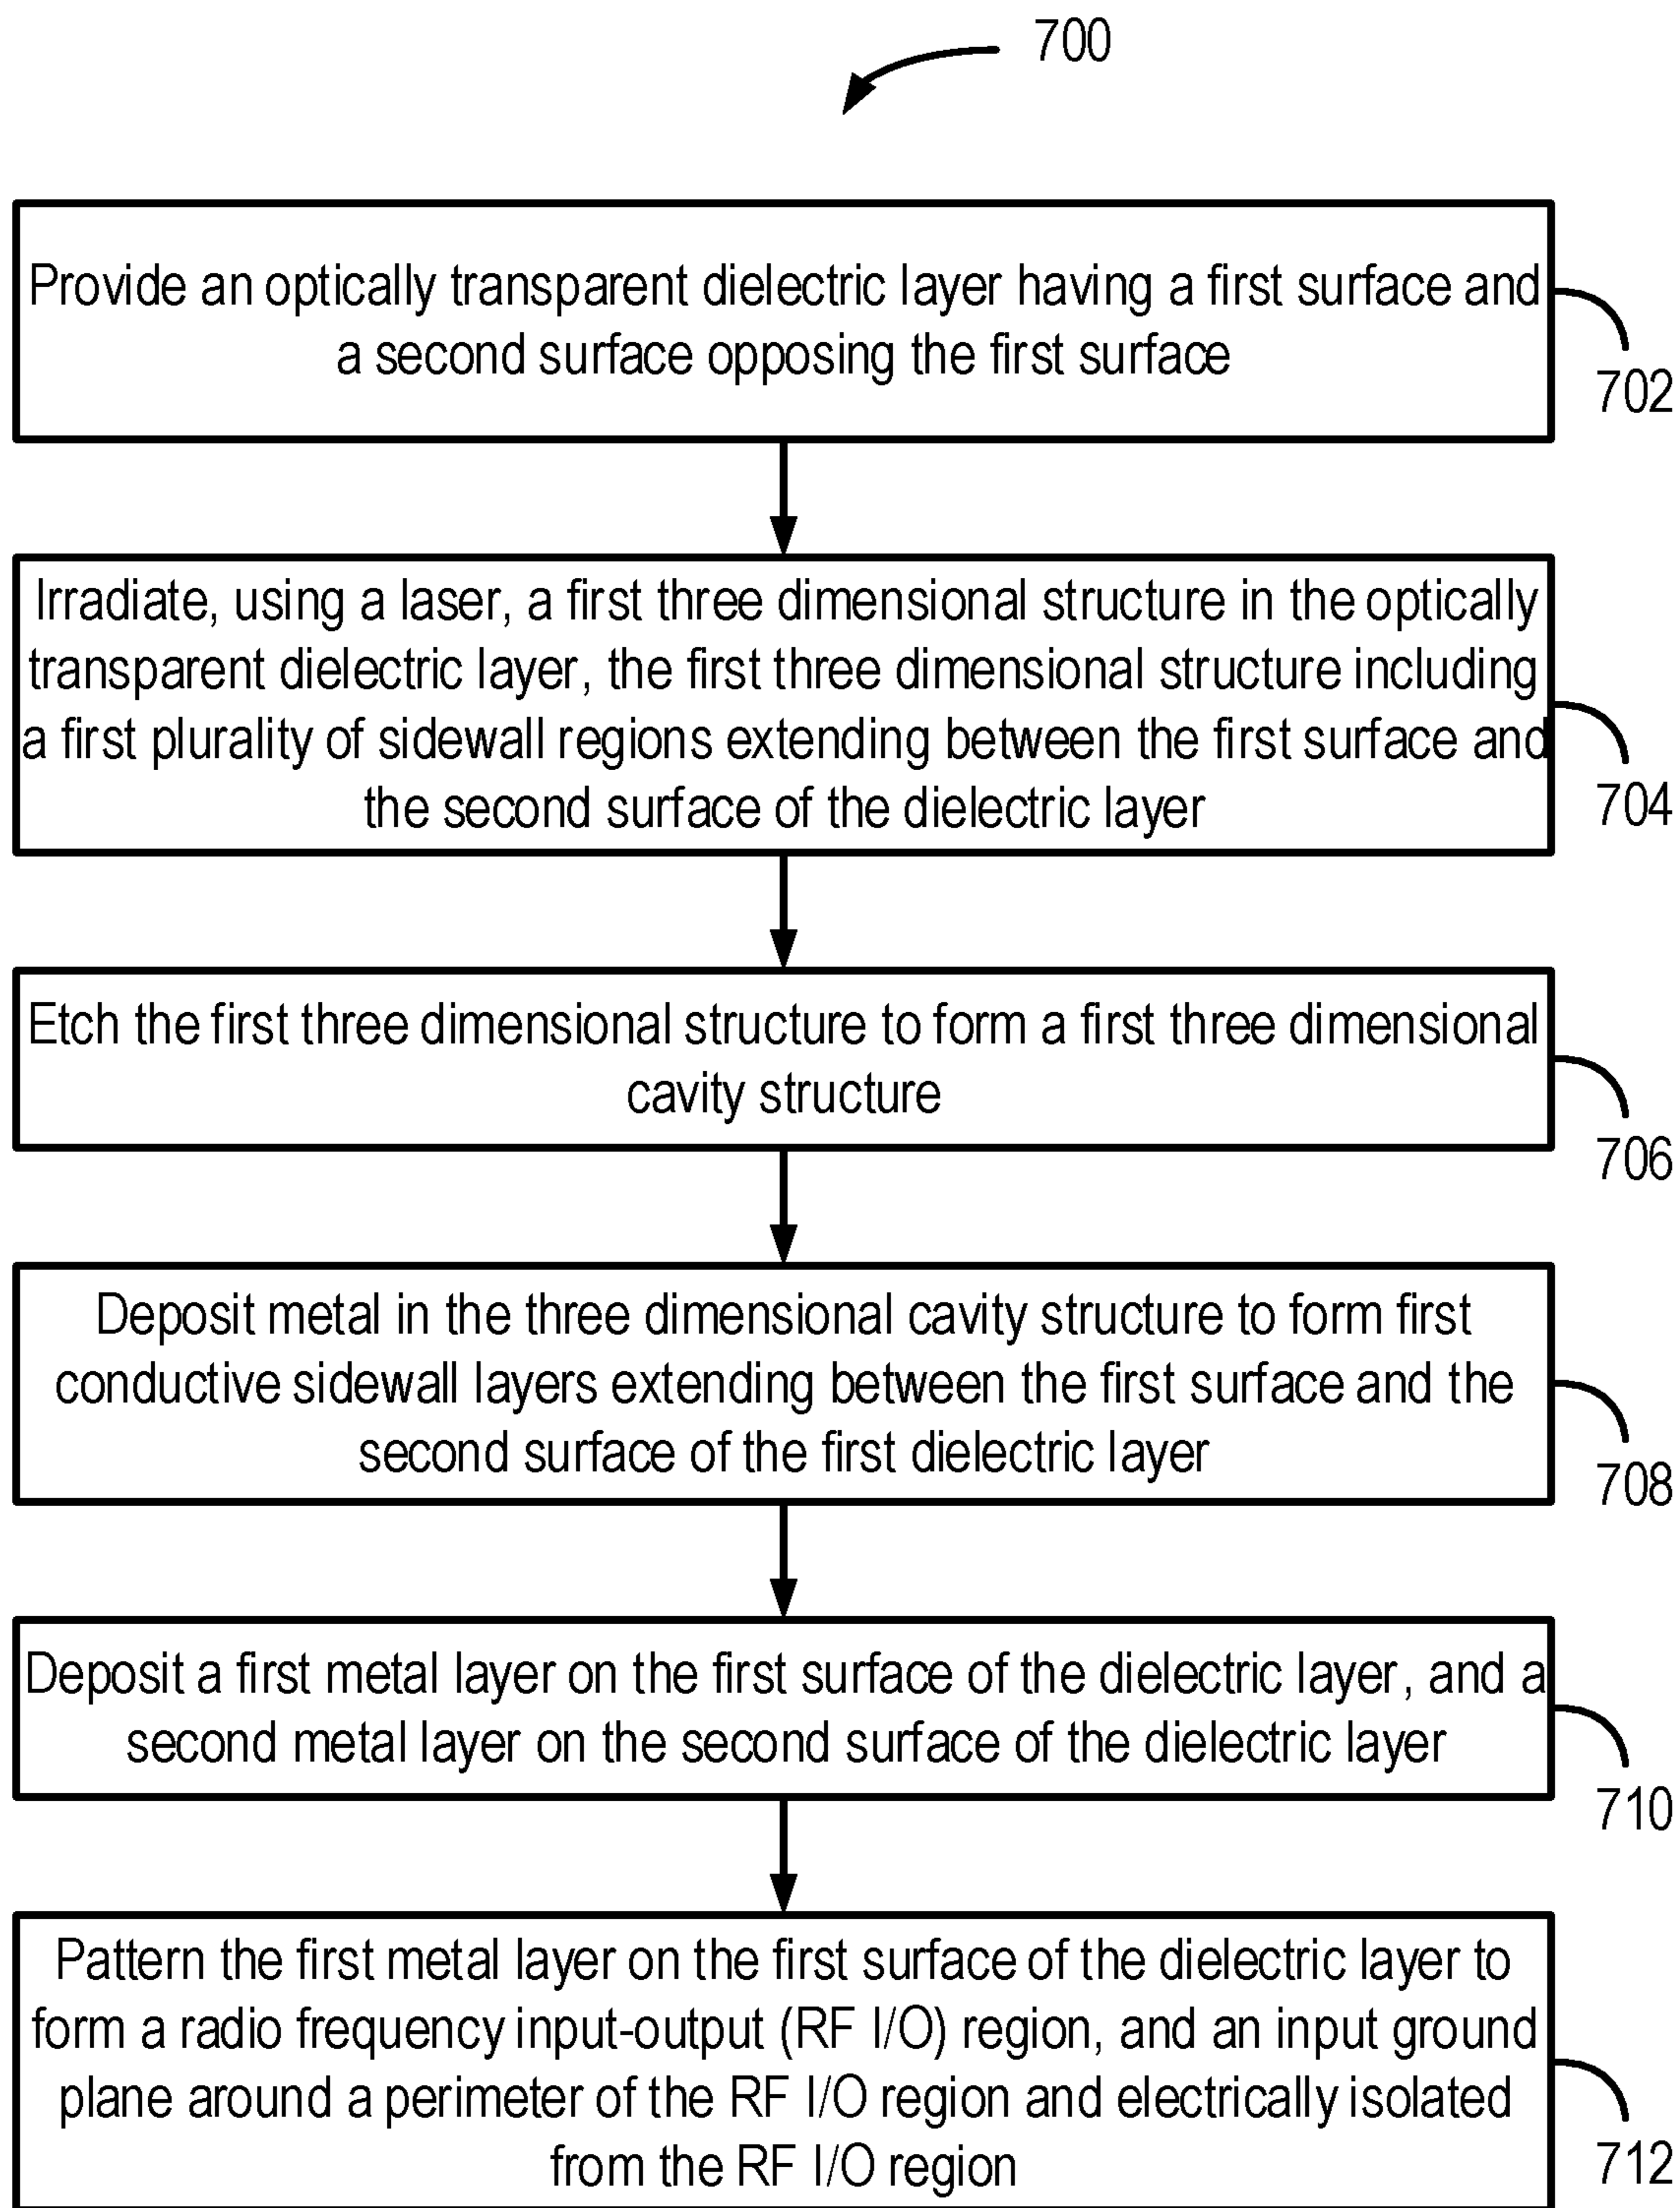 700
Provide an optically transparent dielectric layer having a first surface and
a second surface opposing the first surface
702
Irradiate, using a laser, a first three dimensional structure in the optically
transparent dielectric layer, the first three dimensional structure including
a first plurality of sidewall regions extending between the first surface and
the second surface of the dielectric layer
704
Etch the first three dimensional structure to form a first three dimensional
cavity structure
706
Deposit metal in the three dimensional cavity structure to form first
conductive sidewall layers extending between the first surface and the
second surface of the first dielectric layer
708
Deposit a first metal layer on the first surface of the dielectric layer, and a
second metal layer on the second surface of the dielectric layer
710
Pattern the first metal layer on the first surface of the dielectric layer to
form a radio frequency input-output (RF I/O) region, and an input ground
plane around a perimeter of the RF I/O region and electrically isolated
from the RF I/O region
712